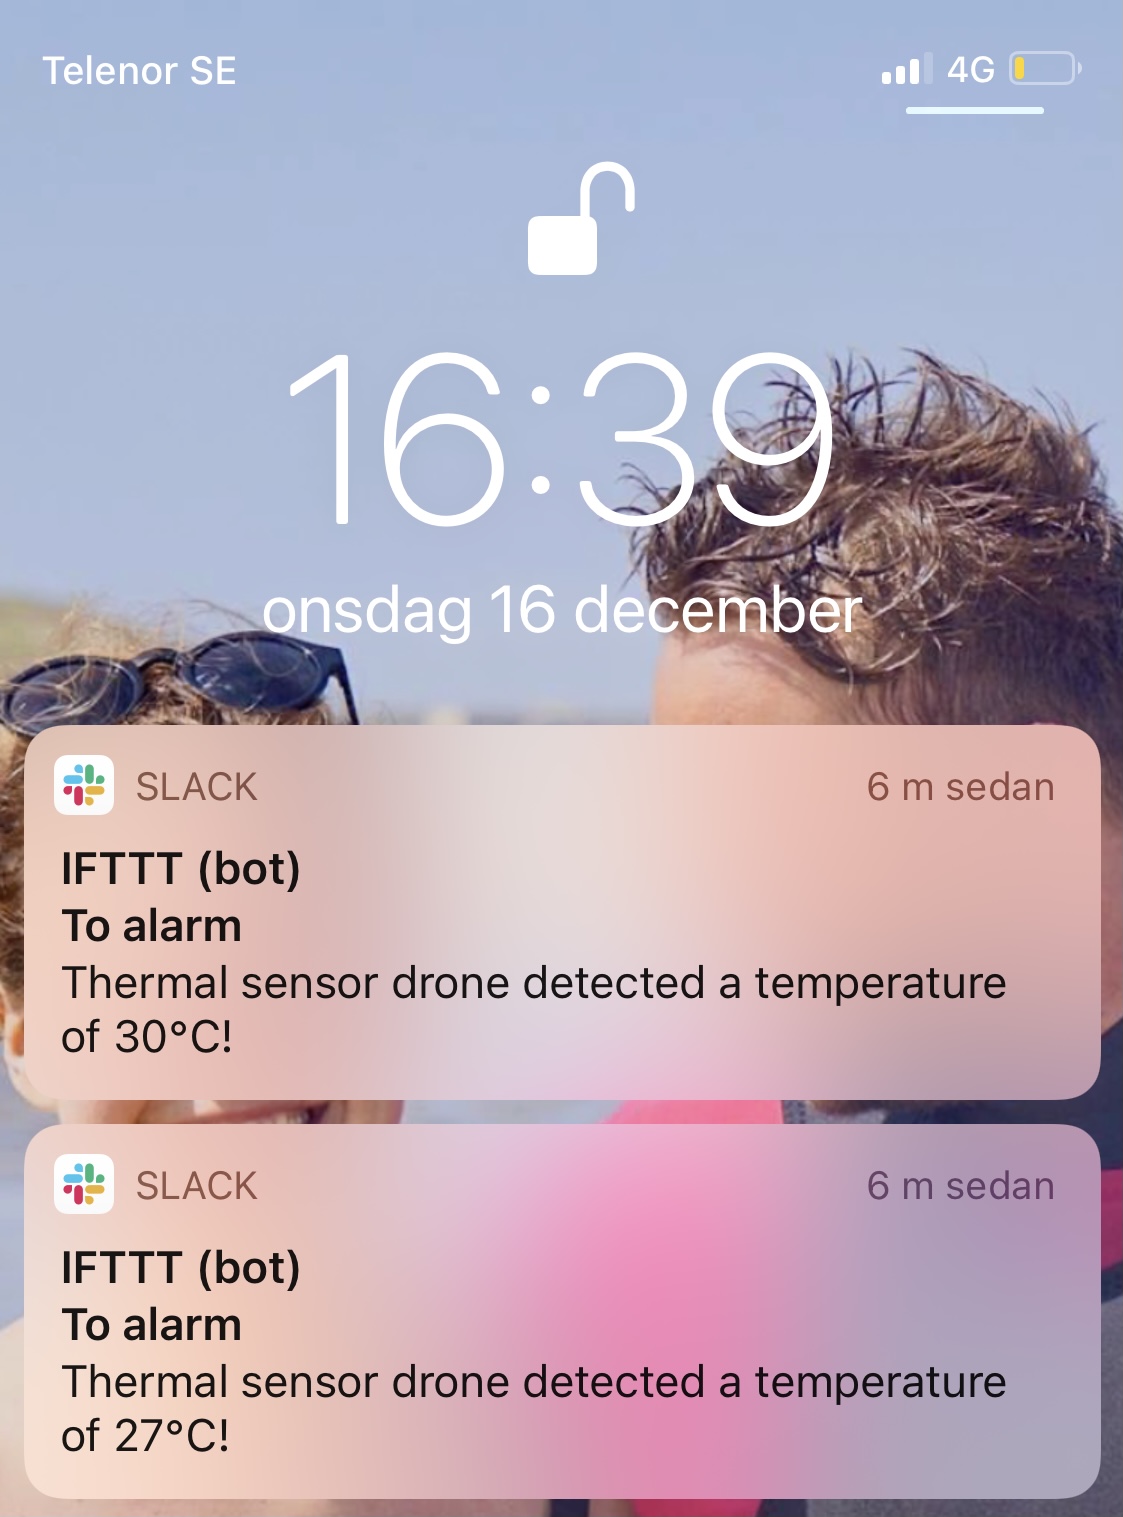 Telenor SE
4G
16:39
onsdag 16 december
SLACK
6 m sedan
IFTTT (bot)
To alarm
Thermal sensor drone detected a temperature
of 30°C!
SLACK
6 m sedan
IFTTT (bot)
To alarm
Thermal sensor drone detected a temperature
of 27°C!